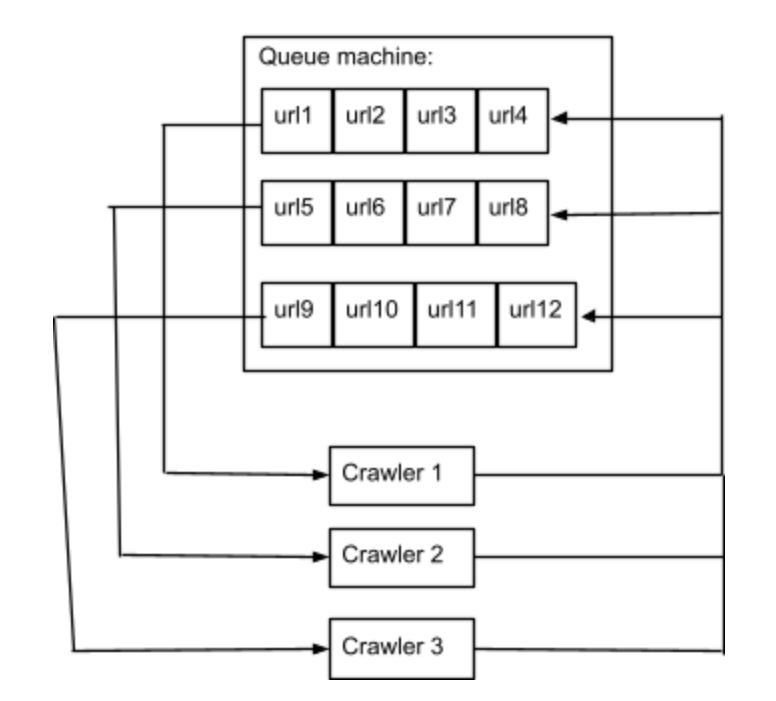 Queue machine:
url1 url2 url3 url4
url5 url6 url7 url8
url9 url10 url11 url12
Crawler 1
Crawler 2
Crawler 3